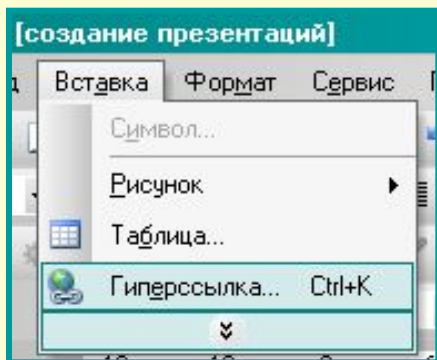 [создание презентаций]
Вставка Формат Сервис
Символ...
Рисунок
Таблица...
Гиперссылка... Ctrl+K